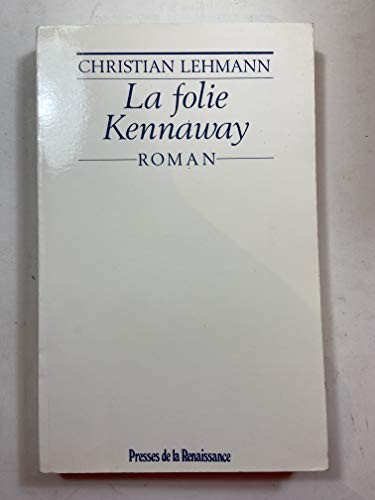 CHRISTIAN LEHMANN
La folie
Kennaway
ROMAN
Presses de la Renaissance